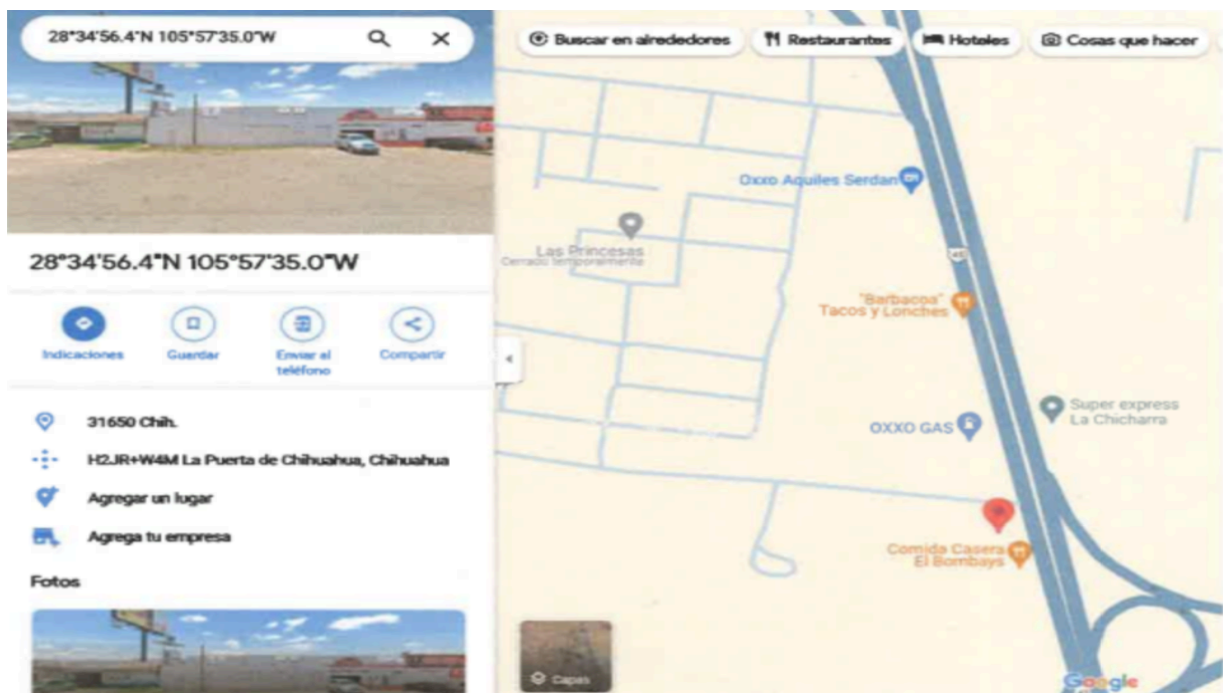 28°34'56.4"N 105°57'35.0"W
Buscar en alrededores
Restaurantes
Hoteles
Cosas que hacer
28°34'56.4"N 105°57'35.0"W
Indicaciones
Guardar
Enviar al
teléfono
Compartir
31650 Chih.
H2JR+W4M La Puerta de Chihuahua, Chihuahua
Agregar un lugar
Agrega tu empresa
Fotos
Oxxo Aquiles Serdan
Las Princesas
Cerrado temporalmente
45
"Barbacoa"
Tacos y Lonches
OXXO GAS
Super express
La Chicharra
Comida Casera
El Bombays
Capas
Google